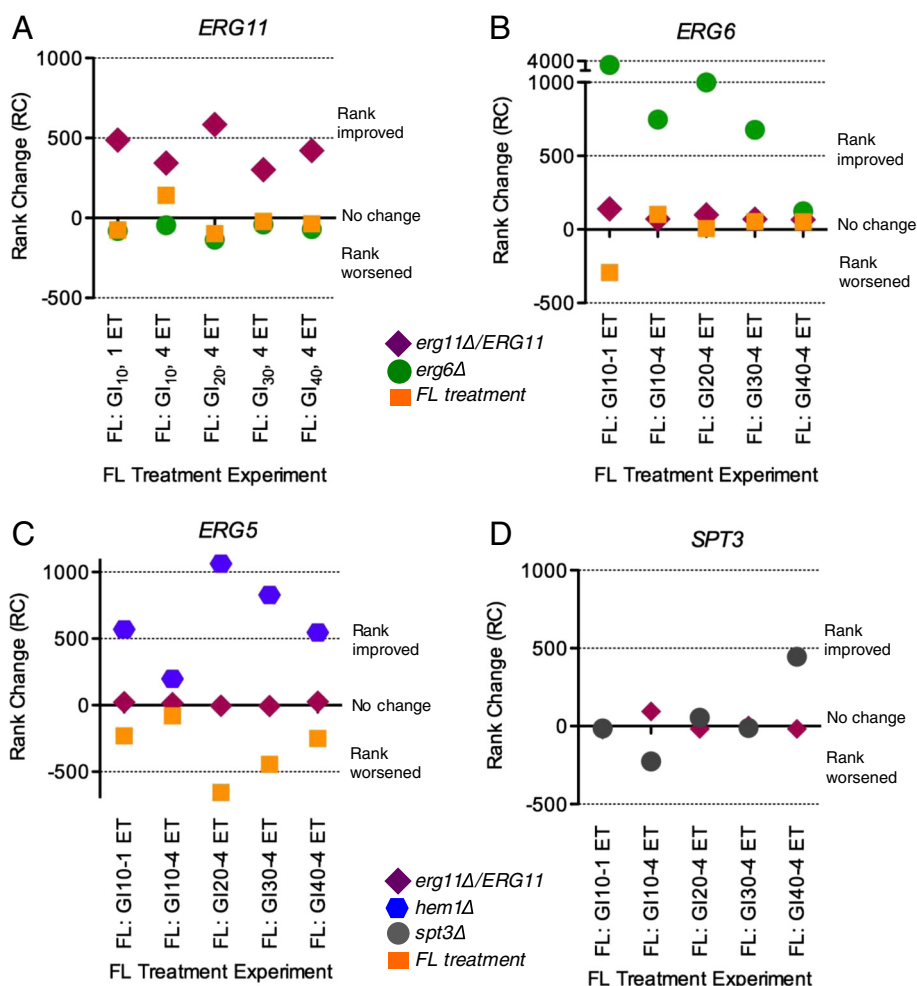 A
ERG11
Rank Change (RC)
1000
500
0
-500
Rank
improved
No change
Rank
worsened
FL: GI10, 1 ET
FL: GI10, 4 ET
FL: GI20, 4 ET
FL: GI30, 4 ET
FL: GI40, 4 ET
FL Treatment Experiment
B
ERG6
Rank Change (RC)
4000
1000
500
0
-500
Rank
improved
No change
Rank
worsened
FL: GI10-1 ET
FL: GI10-4 ET
FL: GI20-4 ET
FL: GI30-4 ET
FL: GI40-4 ET
FL Treatment Experiment
erg11Δ/ERG11
erg6Δ
FL treatment
C
ERG5
Rank Change (RC)
1000
500
0
-500
Rank
improved
No change
Rank
worsened
FL: GI10-1 ET
FL: GI10-4 ET
FL: GI20-4 ET
FL: GI30-4 ET
FL: GI40-4 ET
FL Treatment Experiment
D
SPT3
Rank Change (RC)
1000
500
0
-500
Rank
improved
No change
Rank
worsened
FL: GI10-1 ET
FL: GI10-4 ET
FL: GI20-4 ET
FL: GI30-4 ET
FL: GI40-4 ET
FL Treatment Experiment
erg11Δ/ERG11
hem1Δ
spt3Δ
FL treatment